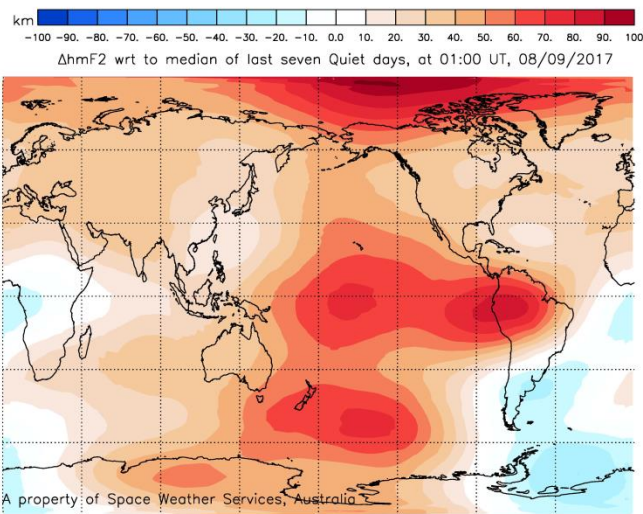 km
-100 -90. -80. -70. -60. -50. -40. -30. -20. -10. 0.0 10. 20. 30. 40. 50. 60. 70. 80. 90. 100
ΔhmF2 wrt to median of last seven Quiet days, at 01:00 UT, 08/09/2017
A property of Space Weather Services, Australia